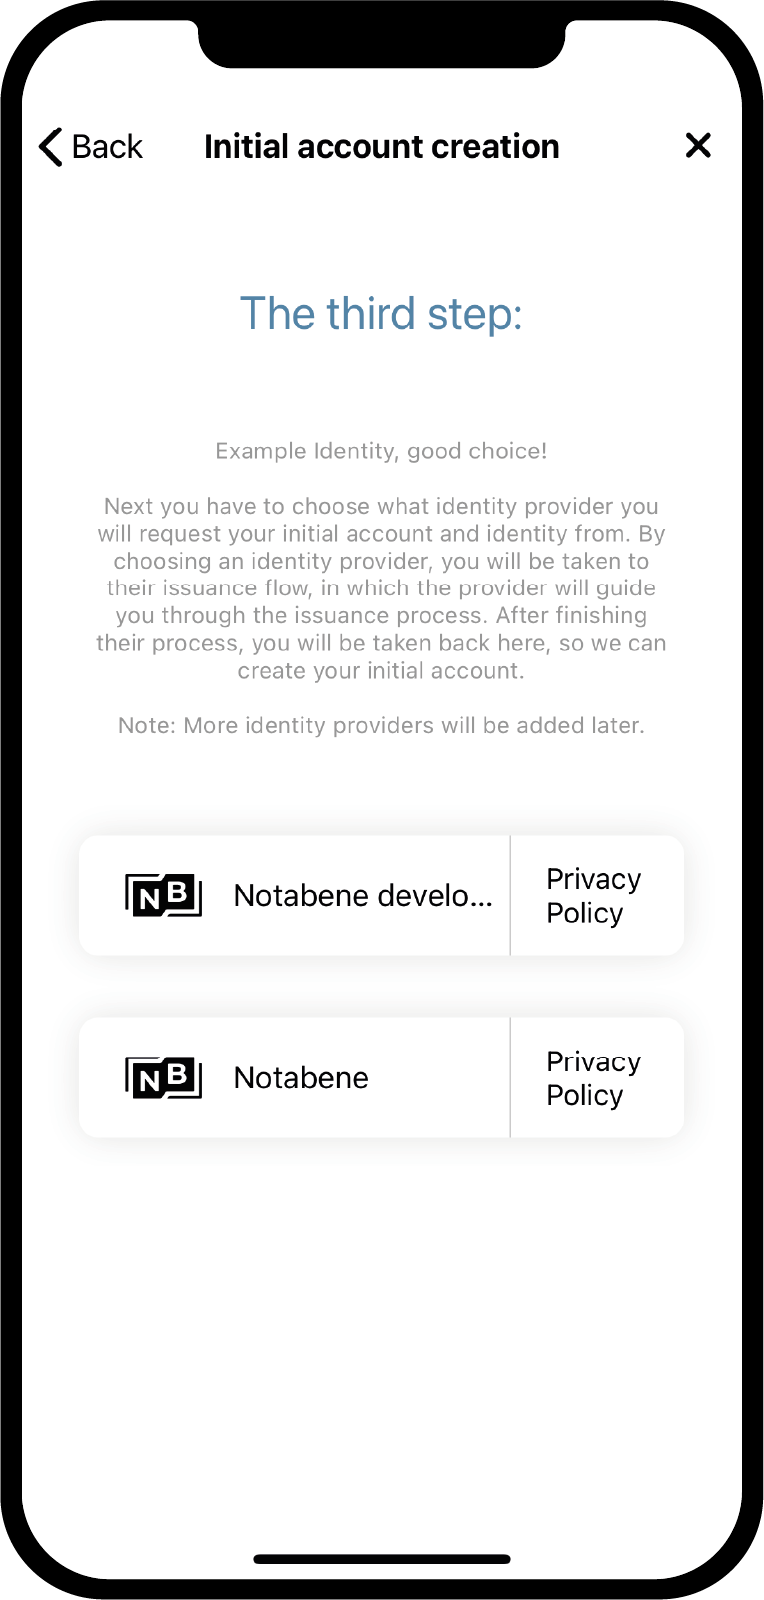 Back
Initial account creation
The third step:
Example Identity, good choice!
Next you have to choose what identity provider you
will request your initial account and identity from. By
choosing an identity provider, you will be taken to
their issuance flow, in which the provider will guide
you through the issuance process. After finishing
their process, you will be taken back here, so we can
create your initial account.
Note: More identity providers will be added later.
NB
Notabene develo...
Privacy
Policy
NB
Notabene
Privacy
Policy